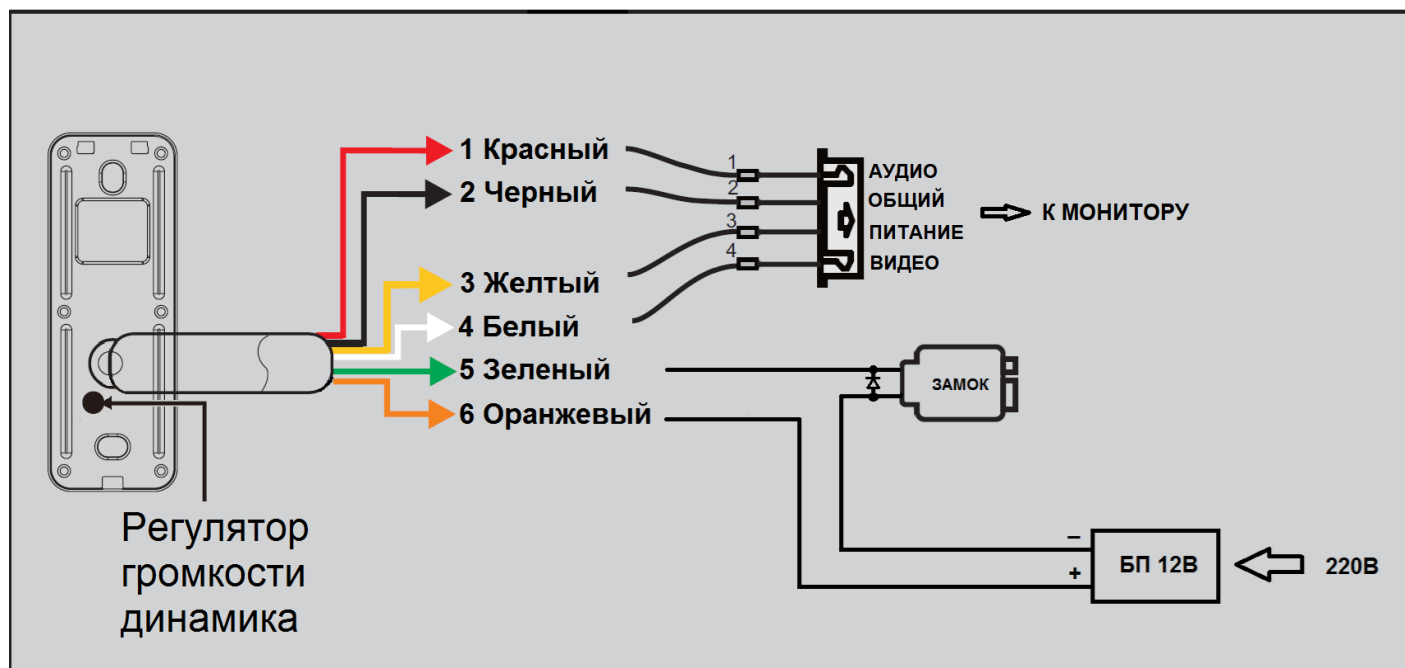 1 Красный
2 Черный
3 Желтый
4 Белый
5 Зеленый
6 Оранжевый
1
2
3
4
АУДИО
ОБЩИЙ
ПИТАНИЕ
ВИДЕО
К МОНИТОРУ
ЗАМОК
Регулятор
громкости
динамика
–
+
БП 12В
220В